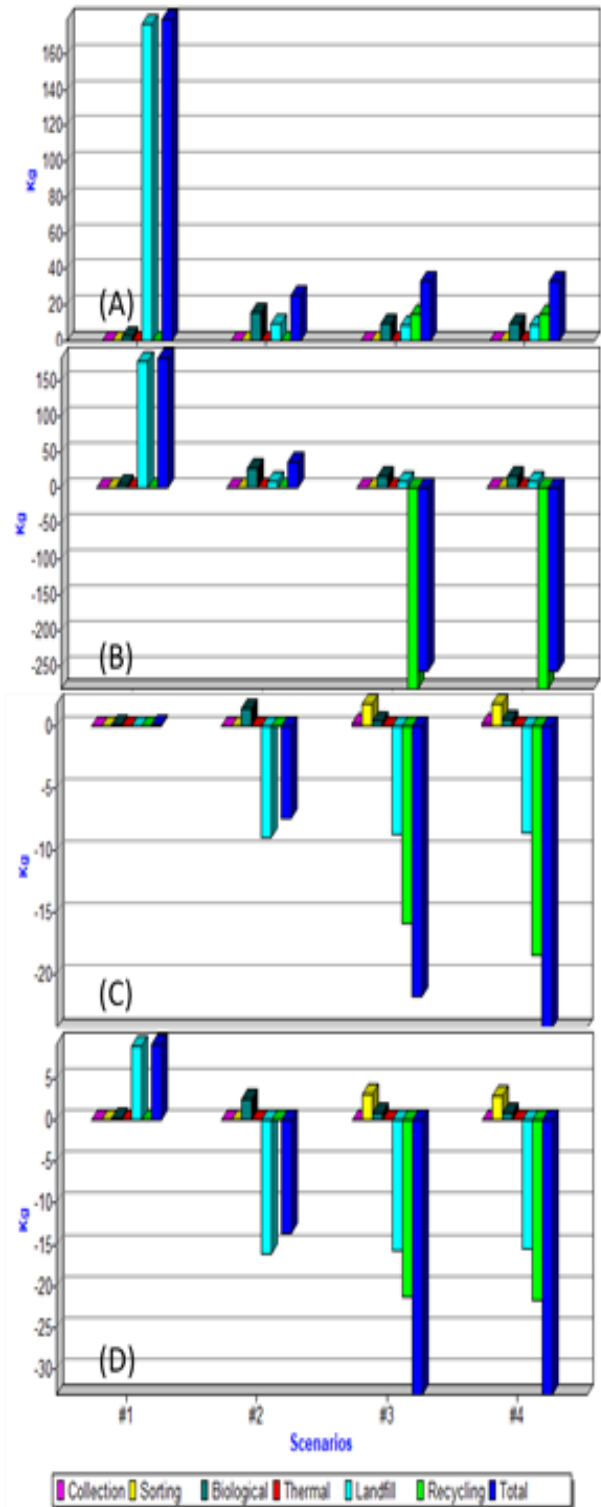 160
140
120
100
Kg
80
60
40
20
(A)
0
150
100
50
Kg
0
-50
-100
-150
-200
-250
(B)
0
-5
-10
Kg
-15
-20
(C)
5
0
-5
Kg
-10
-15
-20
-25
-30
(D)
#1 #2 #3 #4
Scenarios
Collection Sorting Biological Thermal Landfill Recycling Total